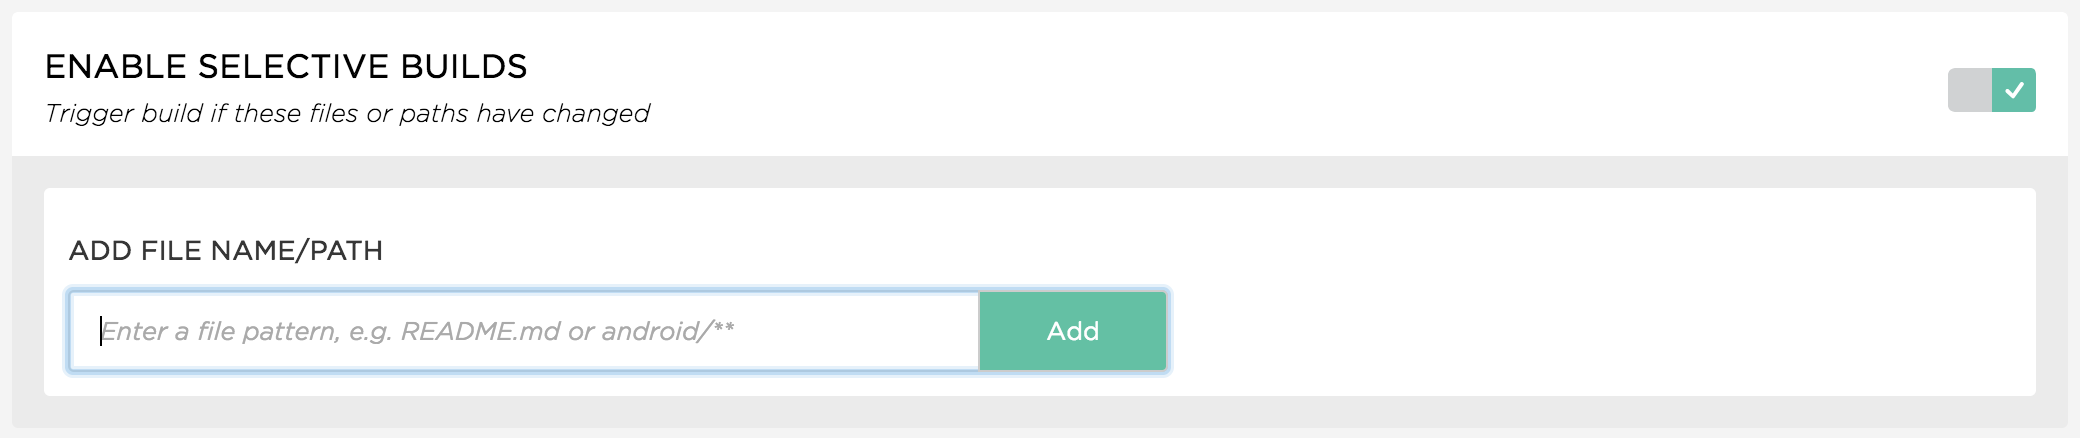 ENABLE SELECTIVE BUILDS
Trigger build if these files or paths have changed
ADD FILE NAME/PATH
Enter a file pattern, e.g. README.md or android/**
Add